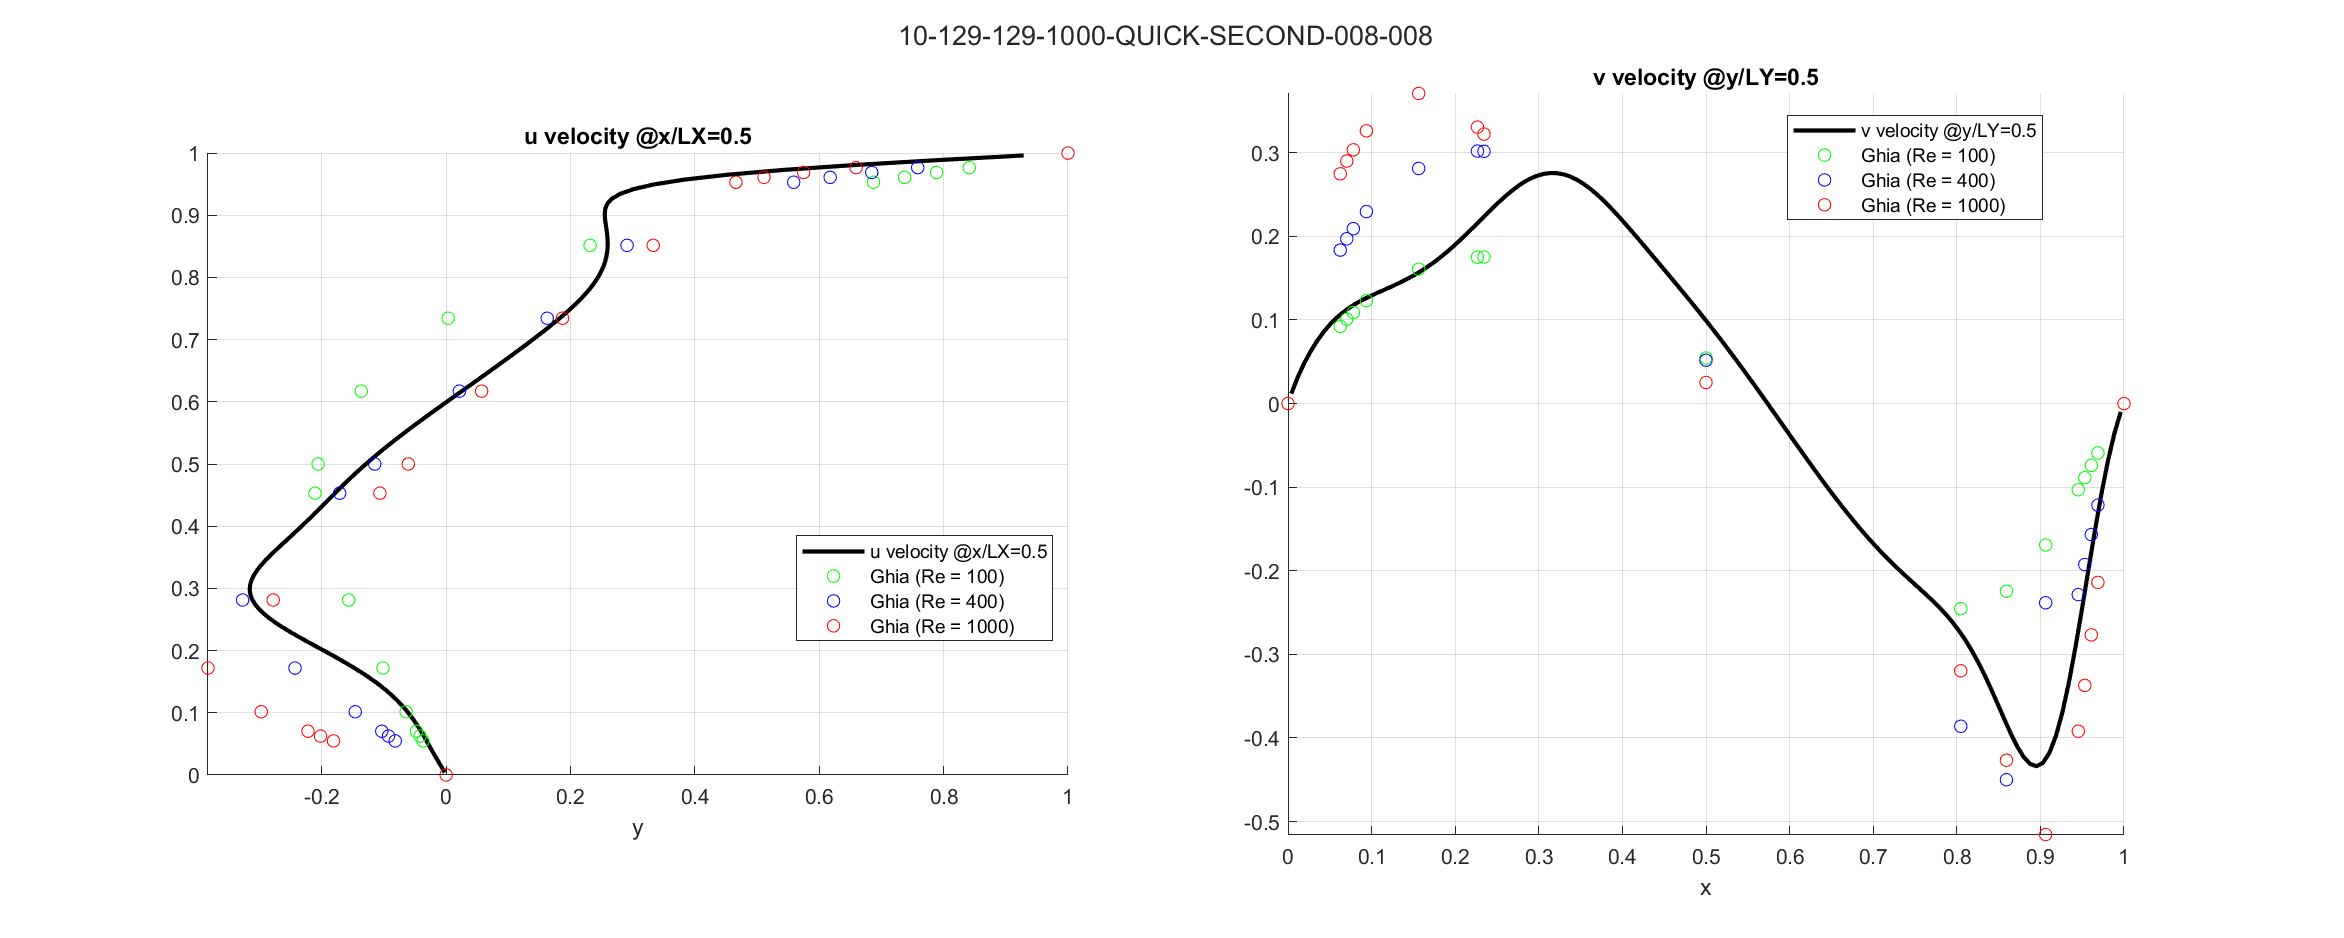 10-129-129-1000-QUICK-SECOND-008-008
u velocity @x/LX=0.5
1
0.9
0.8
0.7
0.6
0.5
0.4
0.3
0.2
0.1
0
-0.2
0
0.2
0.4
0.6
0.8
1
y
u velocity @x/LX=0.5
Ghia (Re = 100)
Ghia (Re = 400)
Ghia (Re = 1000)
v velocity @y/LY=0.5
0.3
0.2
0.1
0
-0.1
-0.2
-0.3
-0.4
-0.5
0
0.1
0.2
0.3
0.4
0.5
0.6
0.7
0.8
0.9
1
x
v velocity @y/LY=0.5
Ghia (Re = 100)
Ghia (Re = 400)
Ghia (Re = 1000)